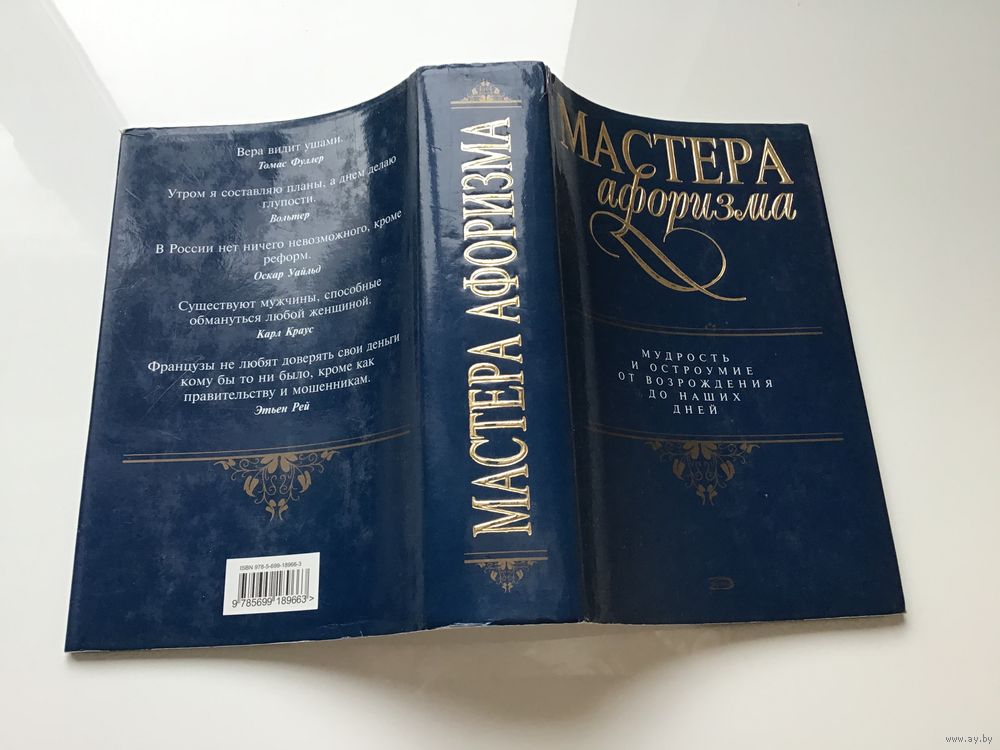 Вера видит ушами.
Томас Фуллер
Утром я составляю планы, а днем делаю
глупости.
Вольтер
В России нет ничего невозможного, кроме
реформ.
Оскар Уайльд
Существуют мужчины, способные
обмануться любой женщиной.
Карл Краус
Французы не любят доверять свои деньги
кому бы то ни было, кроме как
правительству и мошенникам.
Этьен Рей
ISBN 978-5-699-18966-3
9 785699 189663>
МАСТЕРА АФОРИЗМА
МАСТЕРА
афоризма
МУДРОСТЬ
И ОСТРОУМИЕ
ОТ ВОЗРОЖДЕНИЯ
ДО НАШИХ
ДНЕЙ
www.ay.by